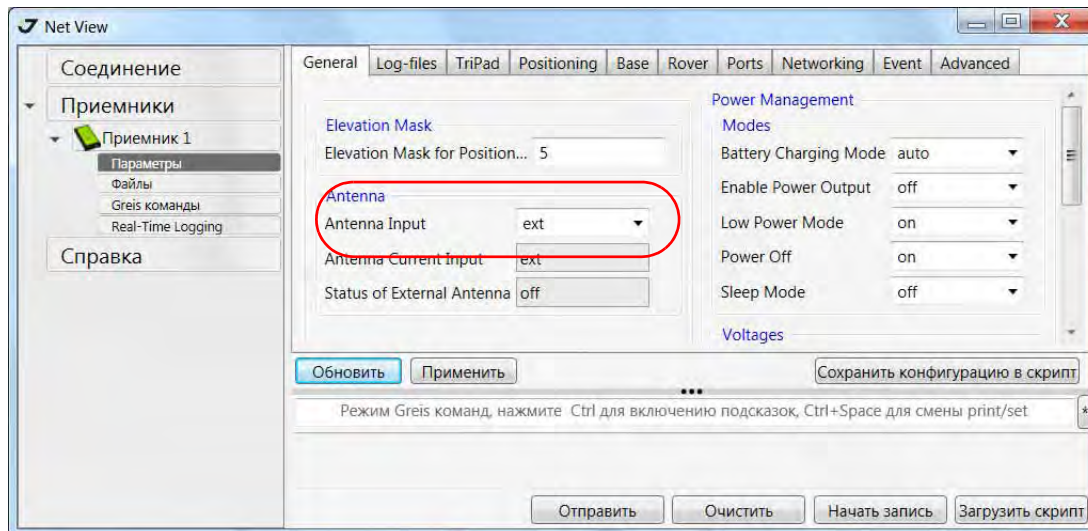 Net View
Соединение
Приемники
Приемник 1
Параметры
Файлы
Greis команды
Real-Time Logging
Справка
General Log-files TriPad Positioning Base Rover Ports Networking Event Advanced
Elevation Mask
Elevation Mask for Position... 5
Antenna
Antenna Input ext
Antenna Current Input ext
Status of External Antenna off
Power Management
Modes
Battery Charging Mode auto
Enable Power Output off
Low Power Mode on
Power Off on
Sleep Mode off
Voltages
Обновить Применить Сохранить конфигурацию в скрипт
Режим Greis команд, нажмите Ctrl для включению подсказок, Ctrl+Space для смены print/set *
Отправить Очистить Начать запись Загрузить скрипт